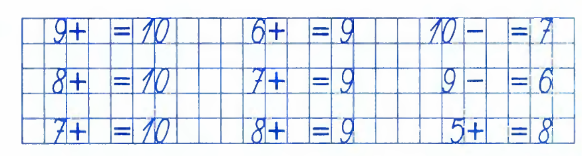 9+ =10 6+ =9 10- =7
8+ =10 7+ =9 9- =6
7+ =10 8+ =9 5+ =8